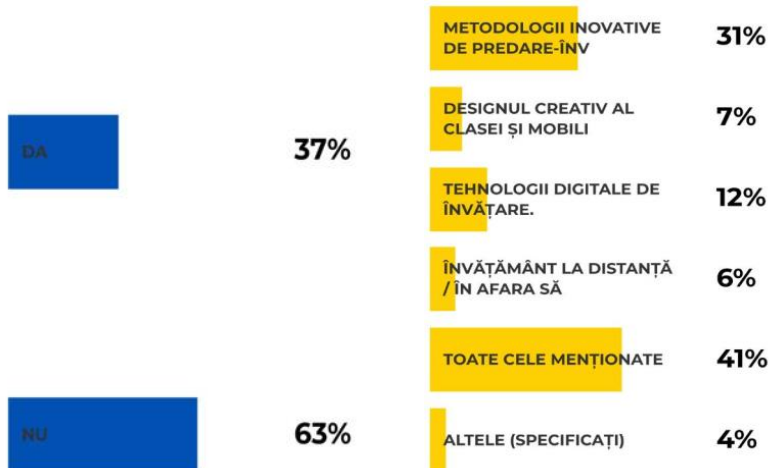 DA
37%
NU
63%
METODOLOGII INOVATIVE
DE PREDARE-ÎNV
31%
DESIGNUL CREATIV AL
CLASEI ȘI MOBILI
7%
TEHNOLOGII DIGITALE DE
ÎNVĂȚARE.
12%
ÎNVĂȚĂMÂNT LA DISTANȚĂ
/ ÎN AFARA SĂ
6%
TOATE CELE MENȚIONATE
41%
ALTELE (SPECIFICAȚI)
4%